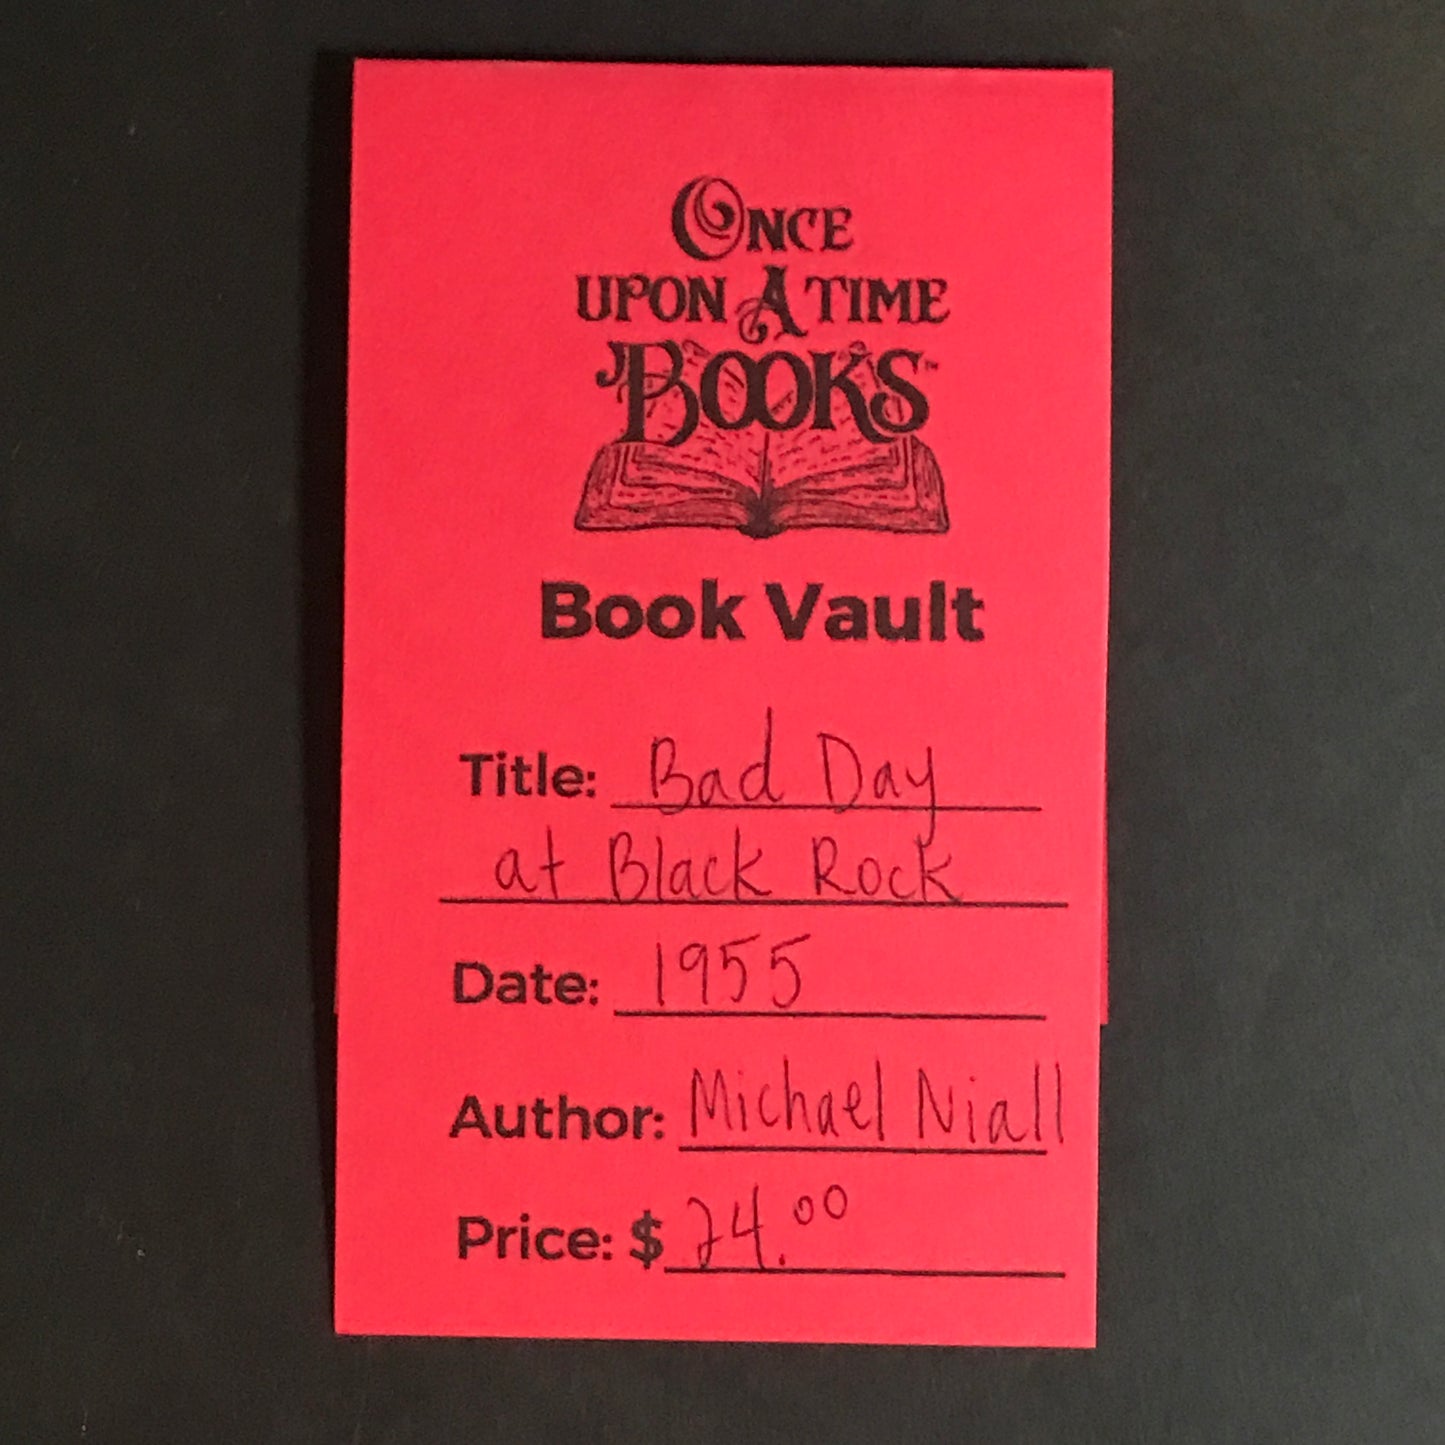 ONCE
UPON A TIME
BOOKS™
Book Vault
Title: Bad Day
at Black Rock
Date: 1955
Author: Michael Niall
Price: $ 24.00